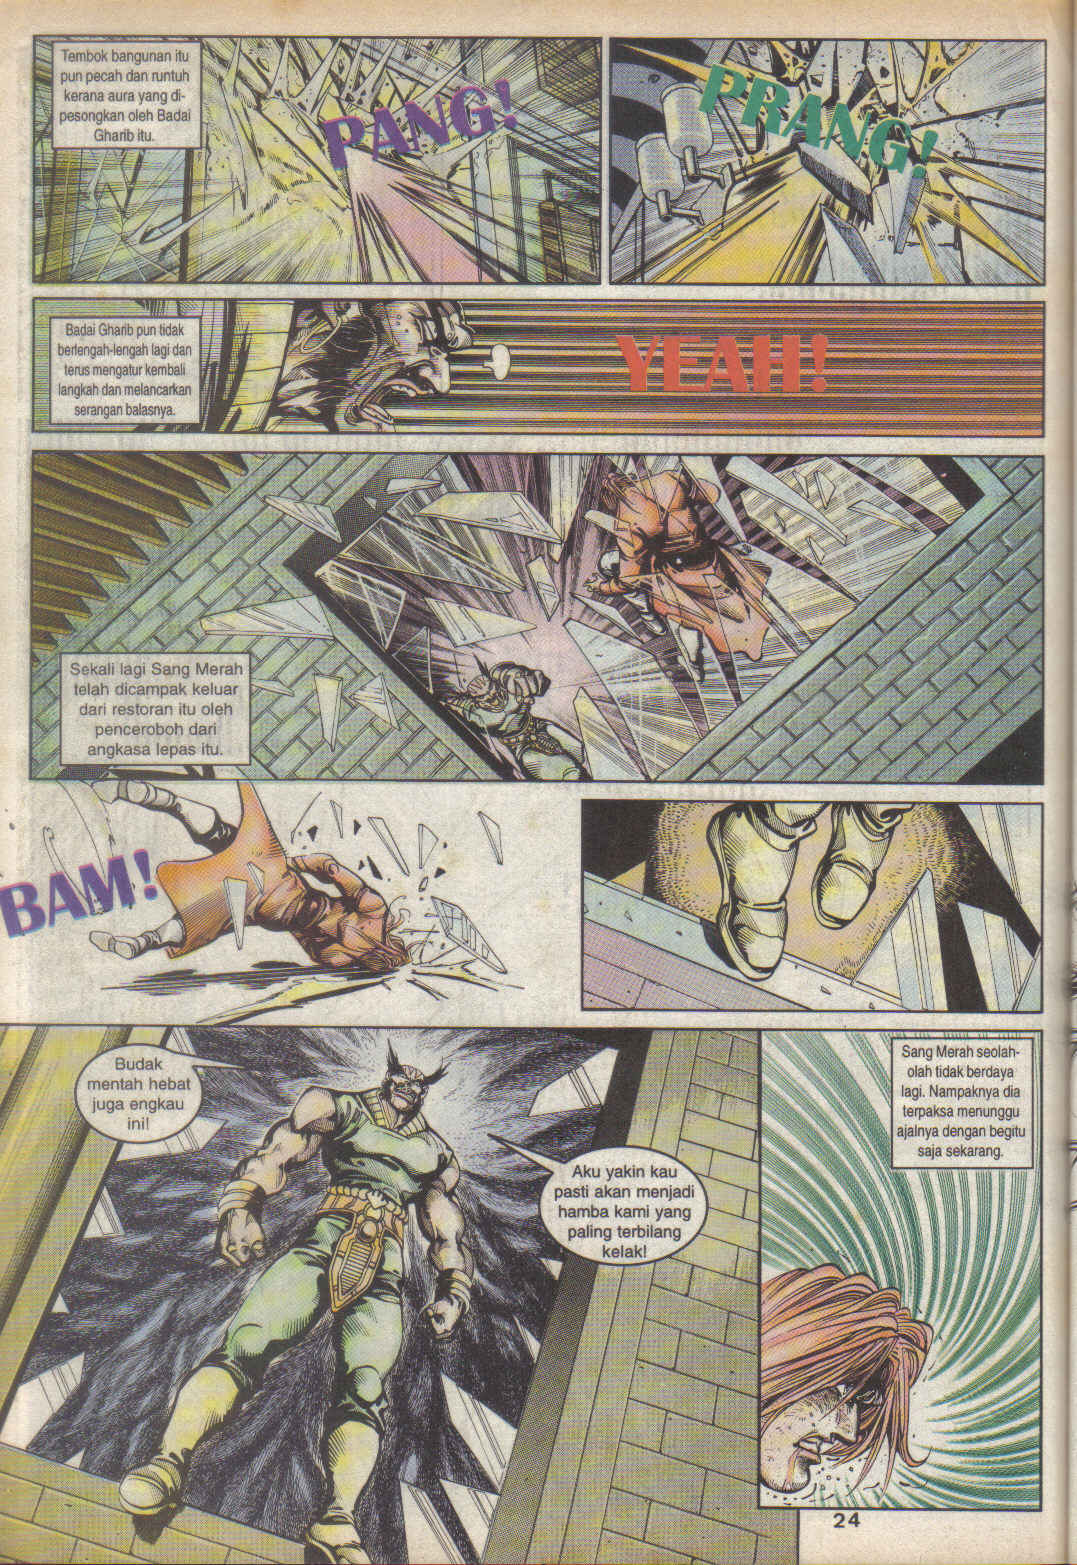 Tembok bangunan itu
pun pecah dan runtuh
kerana aura yang di-
pesongkan oleh Badai
Gharib itu.
PANG!
PRANG!
Badai Gharib pun tidak
berlengah-lengah lagi dan
terus mengatur kembali
langkah dan melancarkan
serangan balasnya.
YEAH!
Sekali lagi Sang Merah
telah dicampak keluar
dari restoran itu oleh
penceroboh dari
angkasa lepas itu.
BAM!
Budak
mentah hebat
juga engkau
ini!
Aku yakin kau
pasti akan menjadi
hamba kami yang
paling terbilang
kelak!
Sang Merah seolah-
olah tidak berdaya
lagi. Nampaknya dia
terpaksa menunggu
ajalnya dengan begitu
saja sekarang.
24